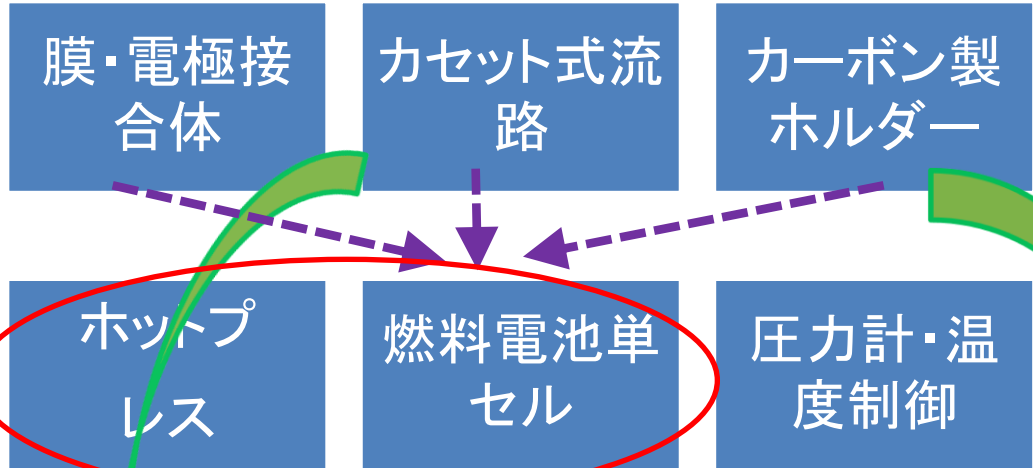 膜・電極接
合体
カセット式流
路
カーボン製
ホルダー
ホットプ
レス
燃料電池単
セル
圧力計・温
度制御